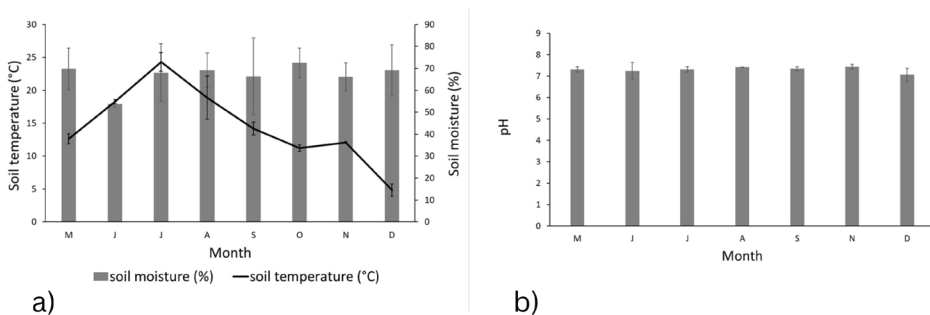 30
25
20
15
10
5
0
Soil temperature (°C)
90
80
70
60
50
40
30
20
10
0
Soil moisture (%)
M J J A S O N D
Month
soil moisture (%) soil temperature (°C)
a)
9
8
7
6
5
4
3
2
1
0
pH
M J J A S N D
Month
b)